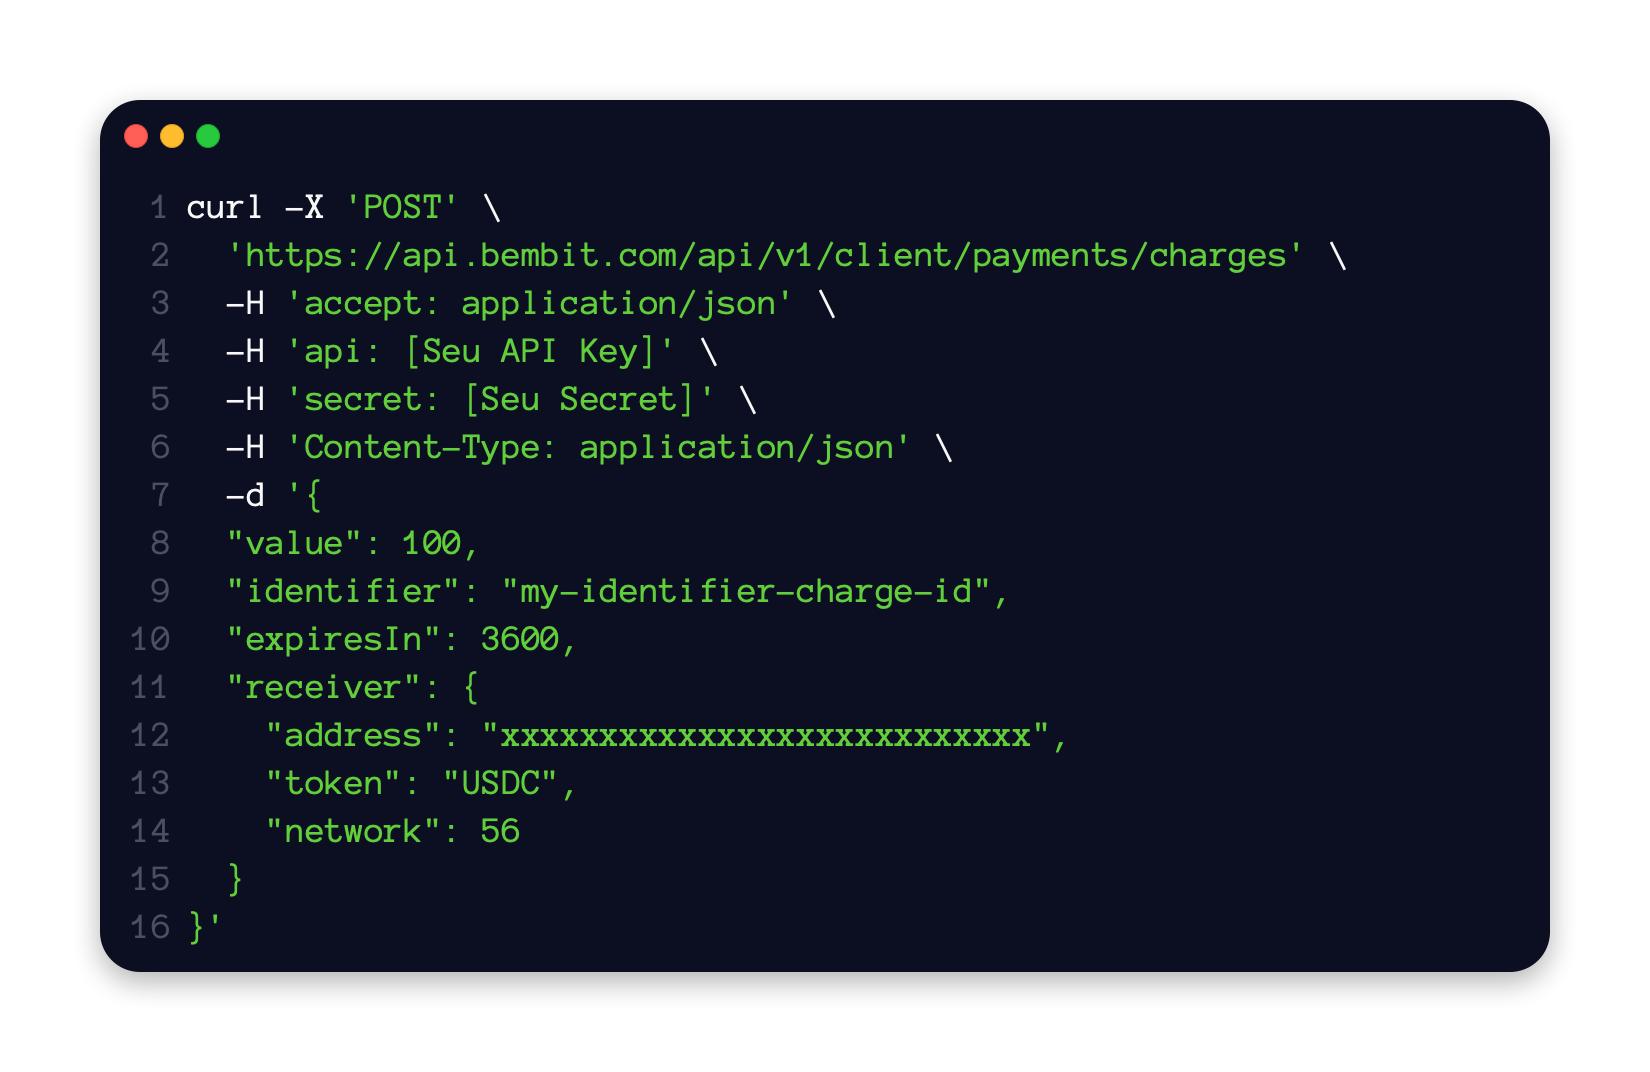 1 curl -X 'POST' \
2 'https://api.bembit.com/api/v1/client/payments/charges' \
3 -H 'accept: application/json' \
4 -H 'api: [Seu API Key]' \
5 -H 'secret: [Seu Secret]' \
6 -H 'Content-Type: application/json' \
7 -d '{
8 "value": 100,
9 "identifier": "my-identifier-charge-id",
10 "expiresIn": 3600,
11 "receiver": {
12 "address": "xxxxxxxxxxxxxxxxxxxxxxxxxxx",
13 "token": "USDC",
14 "network": 56
15 }
16 }'